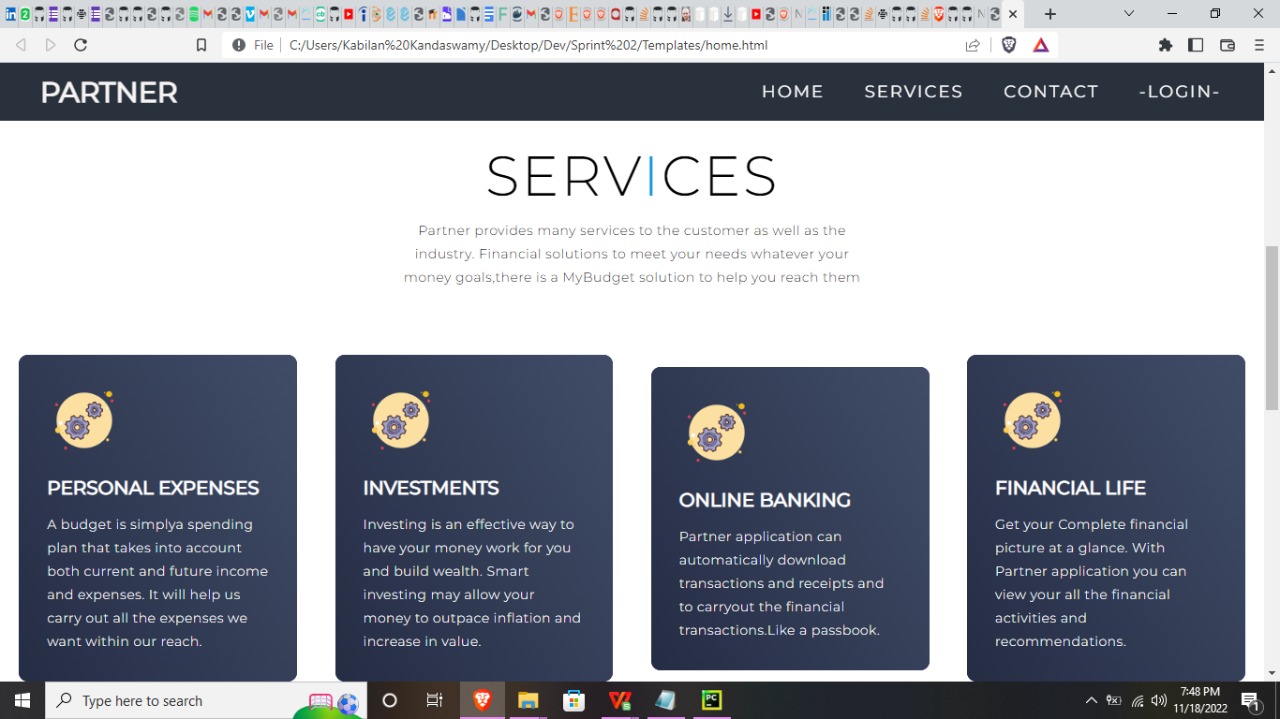 File C:/Users/Kabilan%20Kandaswamy/Desktop/Dev/Sprint%202/Templates/home.html
PARTNER HOME SERVICES CONTACT -LOGIN-
SERVICES
Partner provides many services to the customer as well as the
industry. Financial solutions to meet your needs whatever your
money goals,there is a MyBudget solution to help you reach them
PERSONAL EXPENSES
A budget is simplya spending
plan that takes into account
both current and future income
and expenses. It will help us
carry out all the expenses we
want within our reach.
INVESTMENTS
Investing is an effective way to
have your money work for you
and build wealth. Smart
investing may allow your
money to outpace inflation and
increase in value.
ONLINE BANKING
Partner application can
automatically download
transactions and receipts and
to carryout the financial
transactions.Like a passbook.
FINANCIAL LIFE
Get your Complete financial
picture at a glance. With
Partner application you can
view your all the financial
activities and
recommendations.
Type here to search
7:48 PM
11/18/2022
1